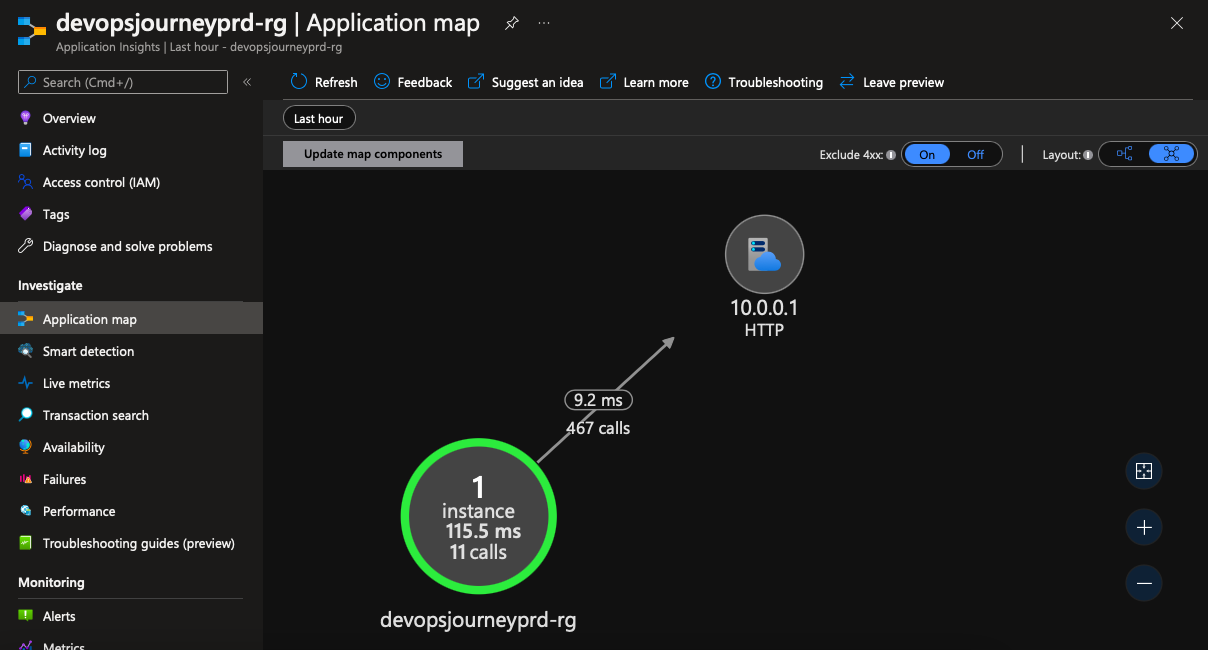 devopsjourneyprd-rg | Application map
Application Insights | Last hour - devopsjourneyprd-rg
Search (Cmd+/)
Refresh
Feedback
Suggest an idea
Learn more
Troubleshooting
Leave preview
Overview
Activity log
Access control (IAM)
Tags
Diagnose and solve problems
Investigate
Application map
Smart detection
Live metrics
Transaction search
Availability
Failures
Performance
Troubleshooting guides (preview)
Monitoring
Alerts
Metrics
Last hour
Update map components
Exclude 4xx:
On
Off
Layout:
10.0.0.1
HTTP
9.2 ms
467 calls
1
instance
115.5 ms
11 calls
devopsjourneyprd-rg